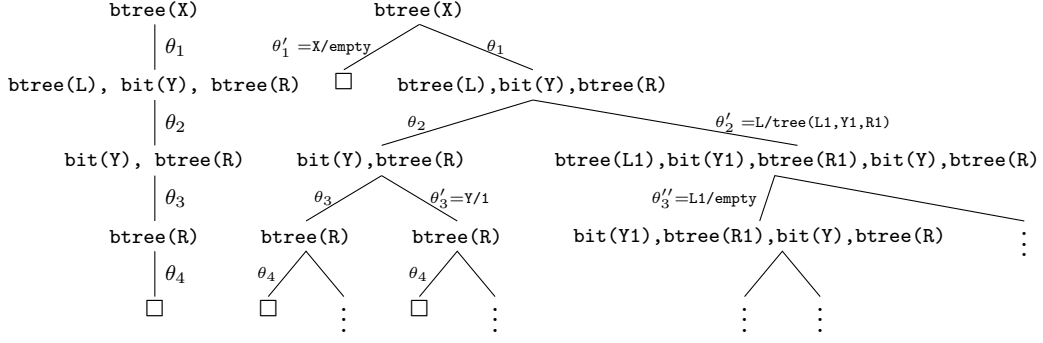 btree(X) btree(X)
θ1 θ′1 =X/empty θ1
btree(L), bit(Y), btree(R) □ btree(L),bit(Y),btree(R)
θ2 θ2 θ′2 =L/tree(L1,Y1,R1)
bit(Y), btree(R) bit(Y),btree(R) btree(L1),bit(Y1),btree(R1),bit(Y),btree(R)
θ3 θ3 θ′3=Y/1 θ′′3 =L1/empty
btree(R) btree(R) btree(R) bit(Y1),btree(R1),bit(Y),btree(R) ⋮
θ4 θ4 θ4
□ □ ⋮ □ ⋮ ⋮ ⋮